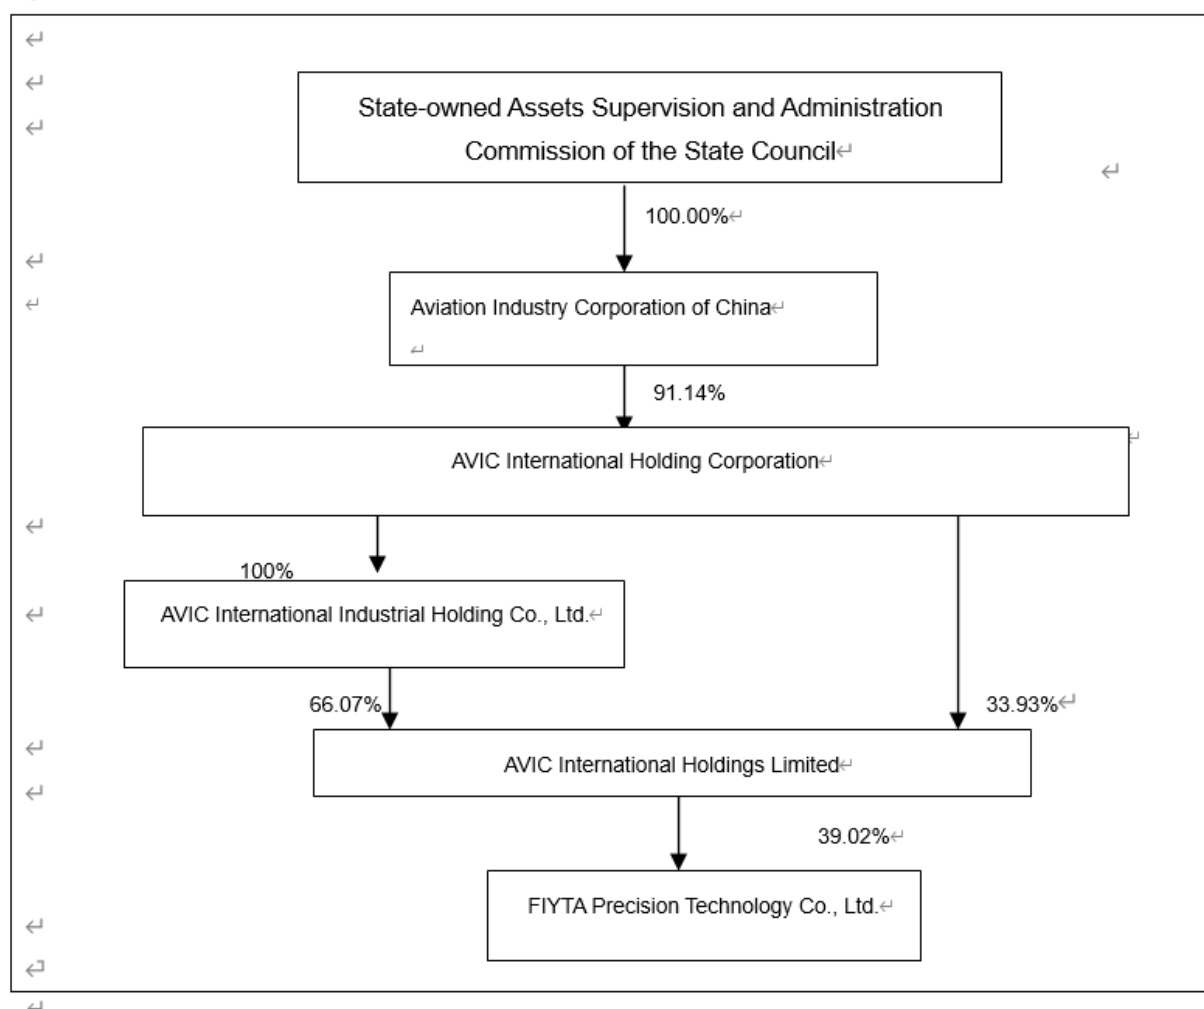 State-owned Assets Supervision and Administration
Commission of the State Council↵
100.00%↵
Aviation Industry Corporation of China↵
91.14%
AVIC International Holding Corporation↵
100%
AVIC International Industrial Holding Co., Ltd.↵
66.07%
33.93%↵
AVIC International Holdings Limited↵
39.02%↵
FIYTA Precision Technology Co., Ltd.↵